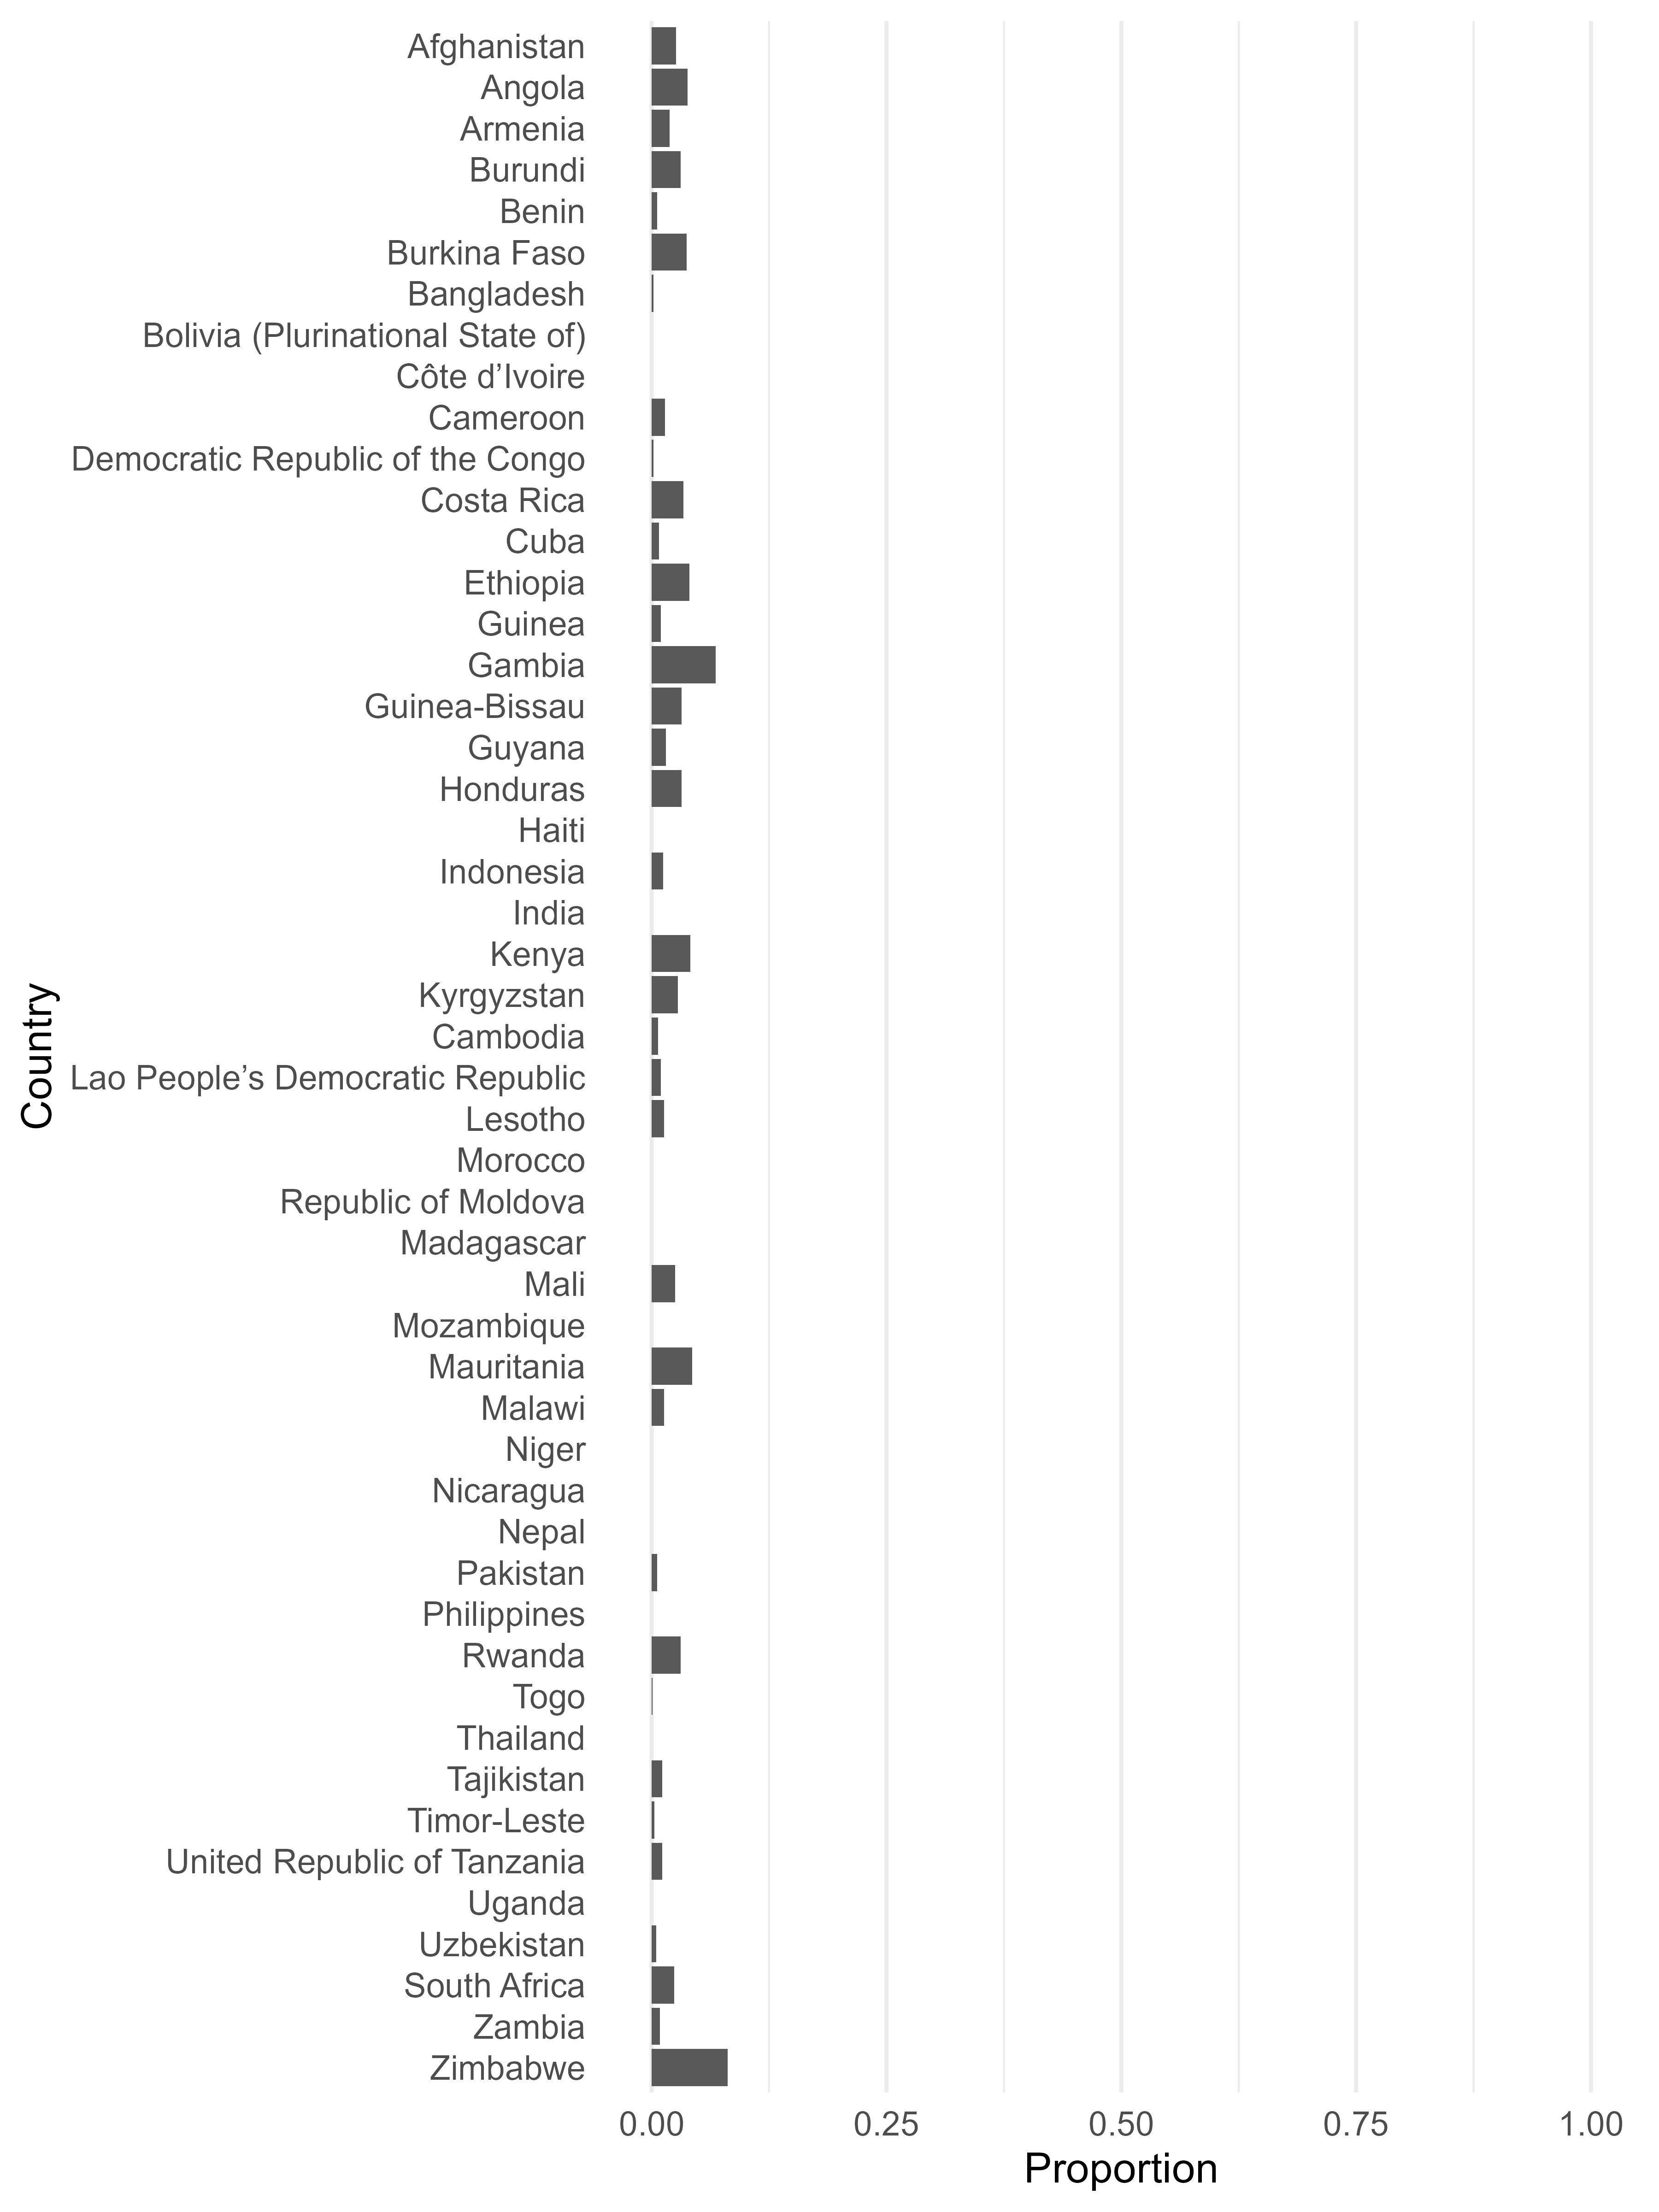 Afghanistan
Angola
Armenia
Burundi
Benin
Burkina Faso
Bangladesh
Bolivia (Plurinational State of)
Côte d’Ivoire
Cameroon
Democratic Republic of the Congo
Costa Rica
Cuba
Ethiopia
Guinea
Gambia
Guinea-Bissau
Guyana
Honduras
Haiti
Indonesia
India
Kenya
Kyrgyzstan
Cambodia
Lao People’s Democratic Republic
Lesotho
Morocco
Republic of Moldova
Madagascar
Mali
Mozambique
Mauritania
Malawi
Niger
Nicaragua
Nepal
Pakistan
Philippines
Rwanda
Togo
Thailand
Tajikistan
Timor-Leste
United Republic of Tanzania
Uganda
Uzbekistan
South Africa
Zambia
Zimbabwe
Country
0.00 0.25 0.50 0.75 1.00
Proportion